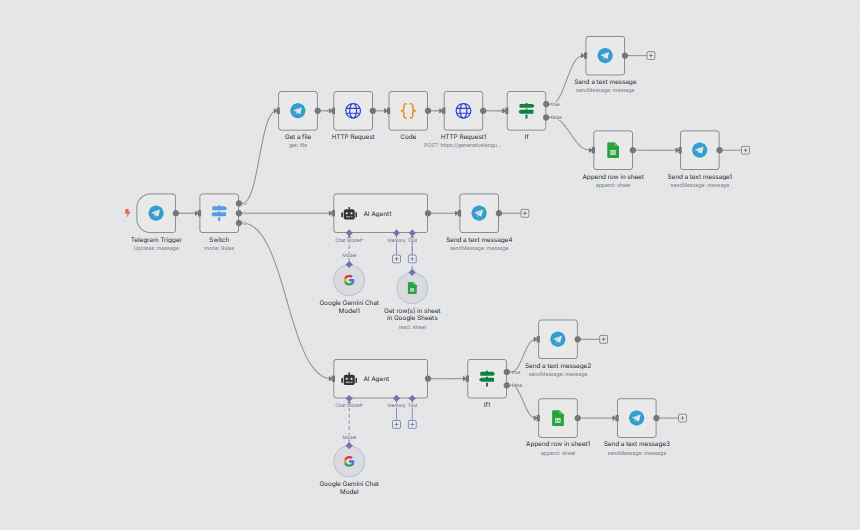 Send a text message
sendMessage: message
true
false
Get a file
get: file
HTTP Request
Code
HTTP Request1
POST: https://generativelangu...
If
Append row in sheet
append: sheet
Send a text message1
sendMessage: message
Telegram Trigger
Updates: message
Switch
mode: Rules
AI Agent1
Chat Model*
Memory
Tool
Send a text message4
sendMessage: message
Model
Google Gemini Chat
Model1
Get row(s) in sheet
in Google Sheets
read: sheet
Send a text message2
sendMessage: message
AI Agent
true
false
If1
Chat Model*
Memory
Tool
Append row in sheet1
append: sheet
Send a text message3
sendMessage: message
Model
Google Gemini Chat
Model